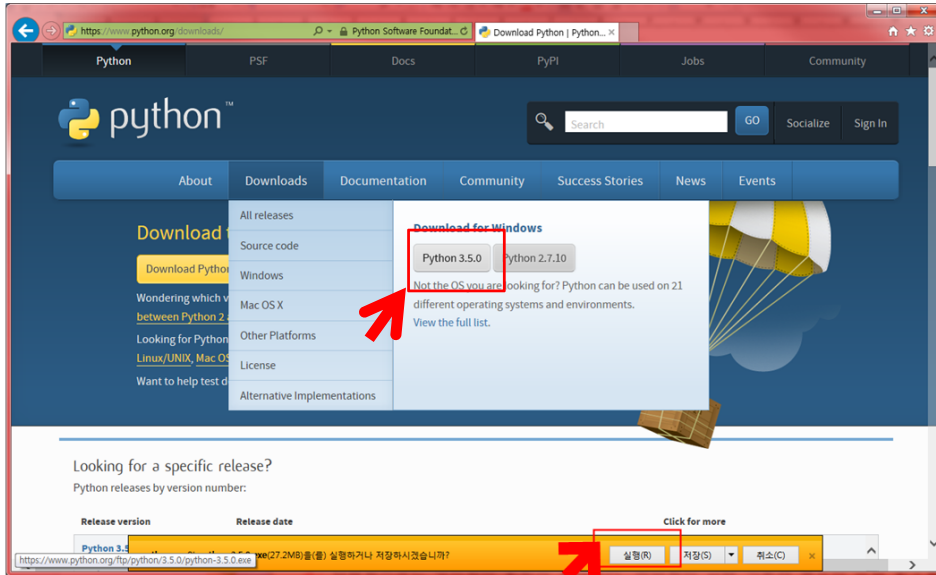 https://www.python.org/downloads/
Python Software Foundat...
Download Python | Python...
Python
PSF
Docs
PyPI
Jobs
Community
python™
Search
GO
Socialize
Sign In
About
Downloads
Documentation
Community
Success Stories
News
Events
All releases
Source code
Windows
Mac OS X
Other Platforms
License
Alternative Implementations
Download for Windows
Python 3.5.0
Python 2.7.10
Not the OS you are looking for? Python can be used on 21
different operating systems and environments.
View the full list.
Download
Download Python
Wondering which
between Python 2
Looking for Python
Linux/UNIX, Mac OS
Want to help test
Looking for a specific release?
Python releases by version number:
Release version
Release date
Click for more
Python 3.5
exe(27.2MB)을(를) 실행하거나 저장하시겠습니까?
실행(R)
저장(S)
취소(C)
https://www.python.org/ftp/python/3.5.0/python-3.5.0.exe